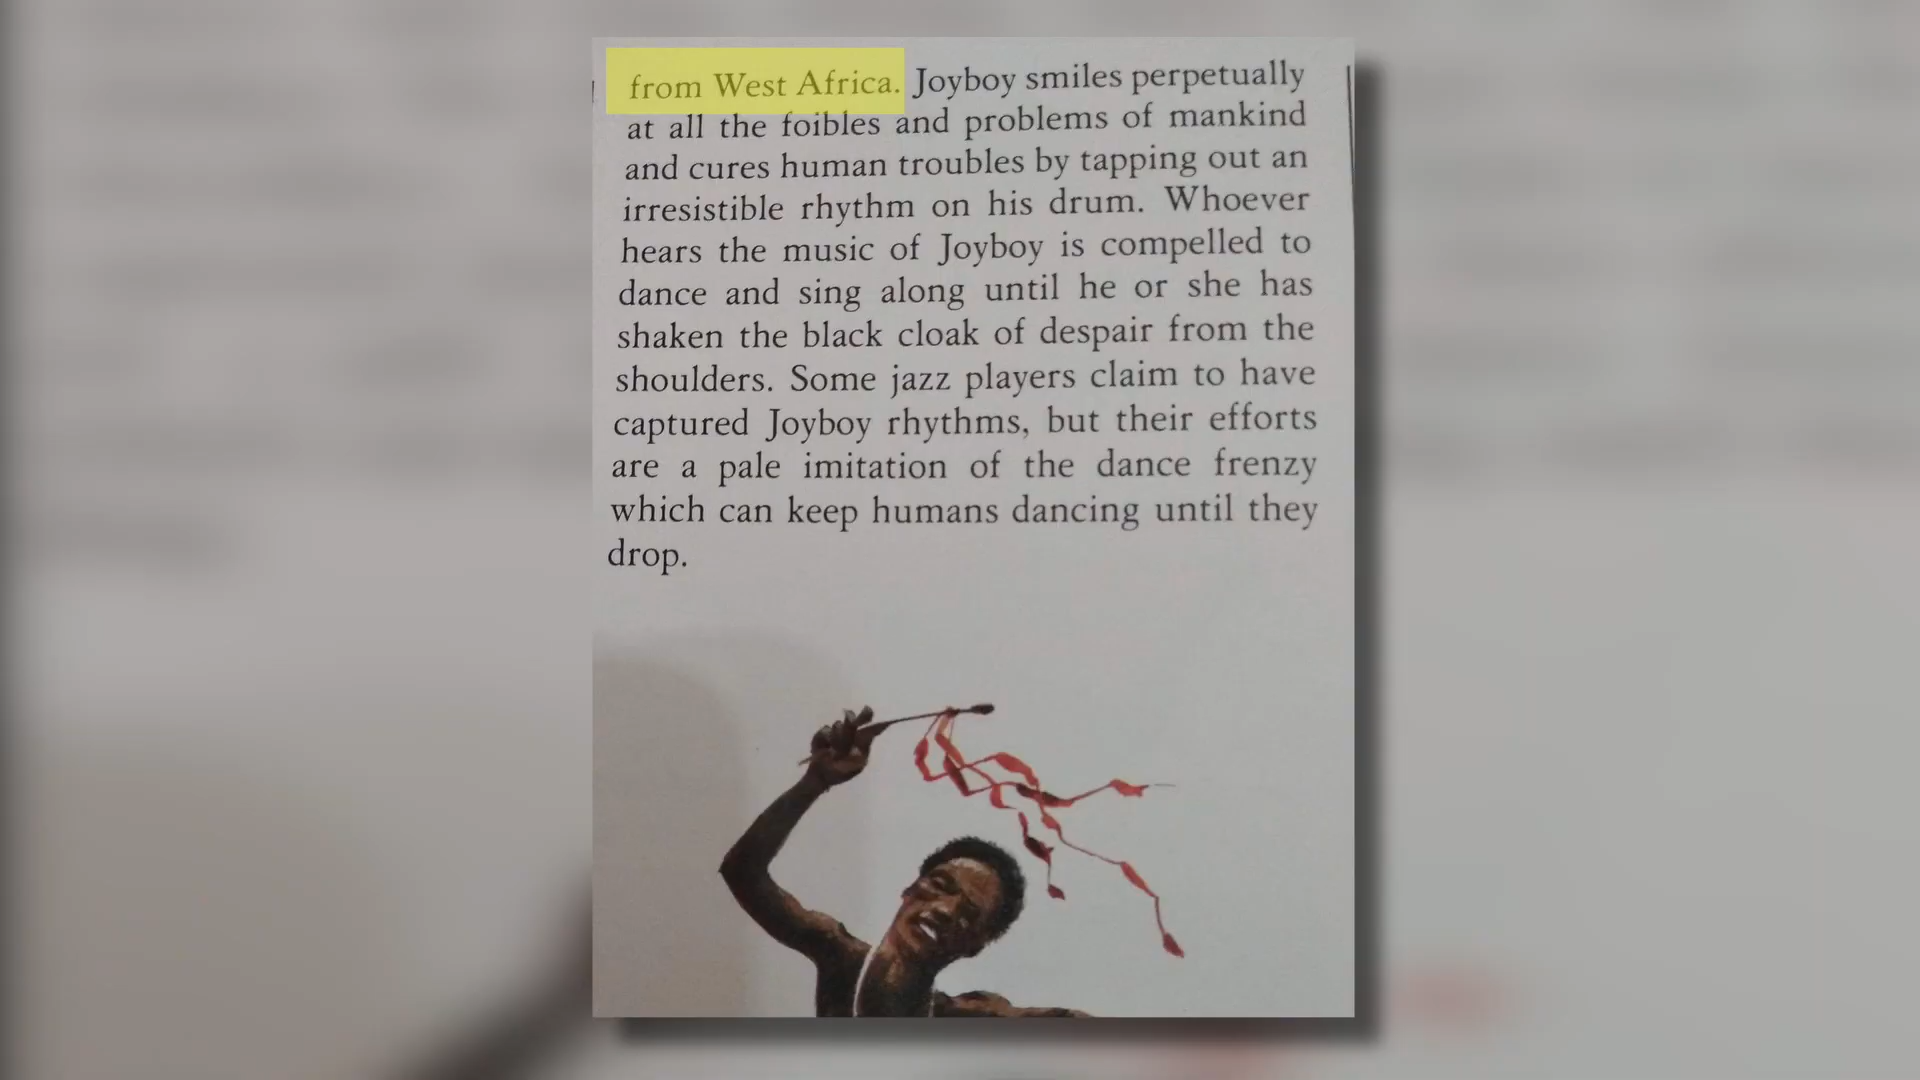 from West Africa. Joyboy smiles perpetually
at all the foibles and problems of mankind
and cures human troubles by tapping out an
irresistible rhythm on his drum. Whoever
hears the music of Joyboy is compelled to
dance and sing along until he or she has
shaken the black cloak of despair from the
shoulders. Some jazz players claim to have
captured Joyboy rhythms, but their efforts
are a pale imitation of the dance frenzy
which can keep humans dancing until they
drop.